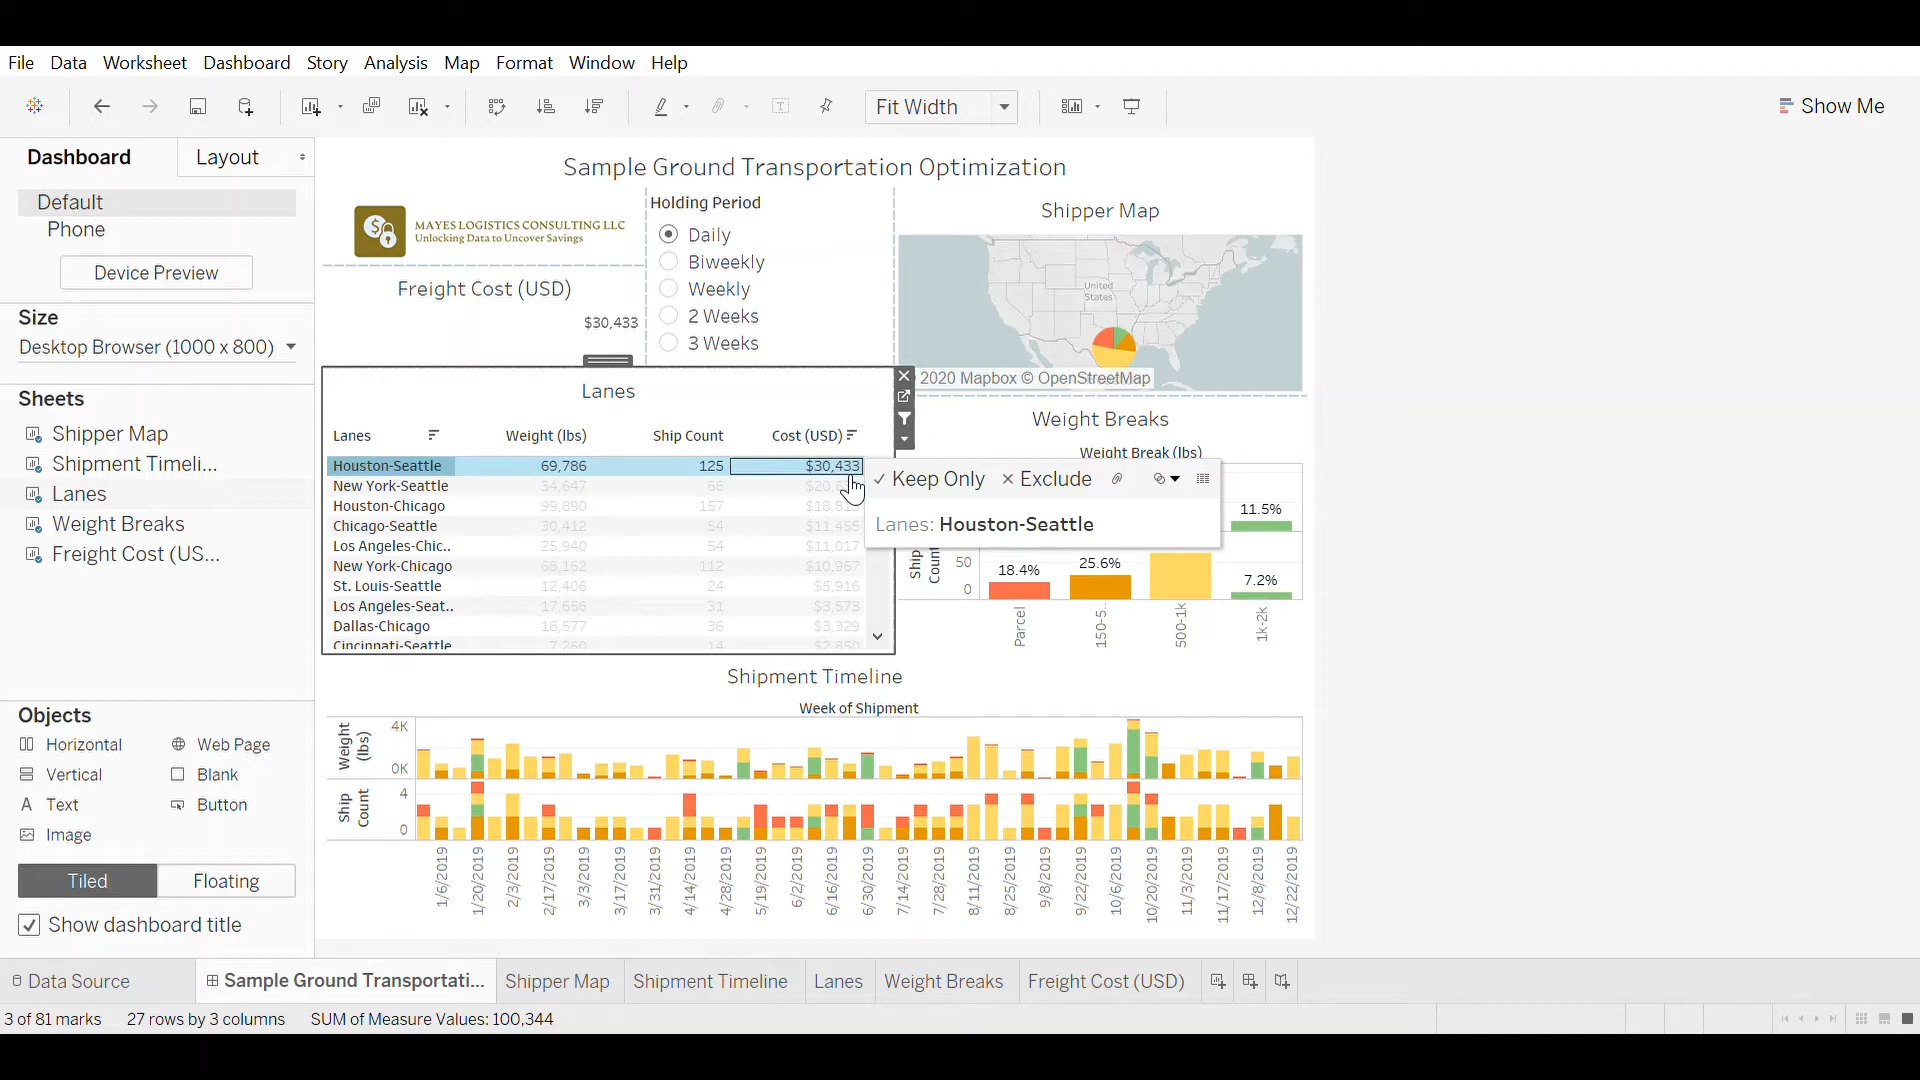 File Data Worksheet Dashboard Story Analysis Map Format Window Help
Fit Width
Show Me
Dashboard
Layout
Default
Phone
Device Preview
Size
Desktop Browser (1000 x 800)
Sheets
Shipper Map
Shipment Timeli...
Lanes
Weight Breaks
Freight Cost (US...
Objects
Horizontal
Web Page
Vertical
Blank
A Text
Button
Image
Tiled
Floating
Show dashboard title
Sample Ground Transportation Optimization
MAYES LOGISTICS CONSULTING LLC
Unlocking Data to Uncover Savings
Freight Cost (USD)
$30,433
Holding Period
Daily
Biweekly
Weekly
2 Weeks
3 Weeks
Shipper Map
United
States
2020 Mapbox © OpenStreetMap
Lanes
Lanes Weight (lbs) Ship Count Cost (USD)
Houston-Seattle 69,786 125 $30,433
New York-Seattle 34,647 66
Houston-Chicago 99,890 157
Chicago-Seattle 30,412 54 $11,455
Los Angeles-Chic.. 25,940 54 $11,017
New York-Chicago 68,162 112 $10,967
St. Louis-Seattle 12,406 24 $5,916
Los Angeles-Seat.. 17,656 31 $3,573
Dallas-Chicago 18,577 36 $3,329
Cincinnati-Seattle 7,260 14 $2,850
Keep Only
Exclude
Lanes: Houston-Seattle
Weight Breaks
Weight Break (lbs)
11.5%
Ship
Count
50
0
18.4%
25.6%
7.2%
Parcel
150-5..
500-1k
1k-2k
Shipment Timeline
Week of Shipment
Weight
(lbs)
4K
0K
Ship
Count
4
0
1/6/2019
1/20/2019
2/3/2019
2/17/2019
3/3/2019
3/17/2019
3/31/2019
4/14/2019
4/28/2019
5/19/2019
6/2/2019
6/16/2019
6/30/2019
7/14/2019
7/28/2019
8/11/2019
8/25/2019
9/8/2019
9/22/2019
10/6/2019
10/20/2019
11/3/2019
11/17/2019
12/8/2019
12/22/2019
Data Source
Sample Ground Transportati...
Shipper Map
Shipment Timeline
Lanes
Weight Breaks
Freight Cost (USD)
3 of 81 marks 27 rows by 3 columns SUM of Measure Values: 100,344